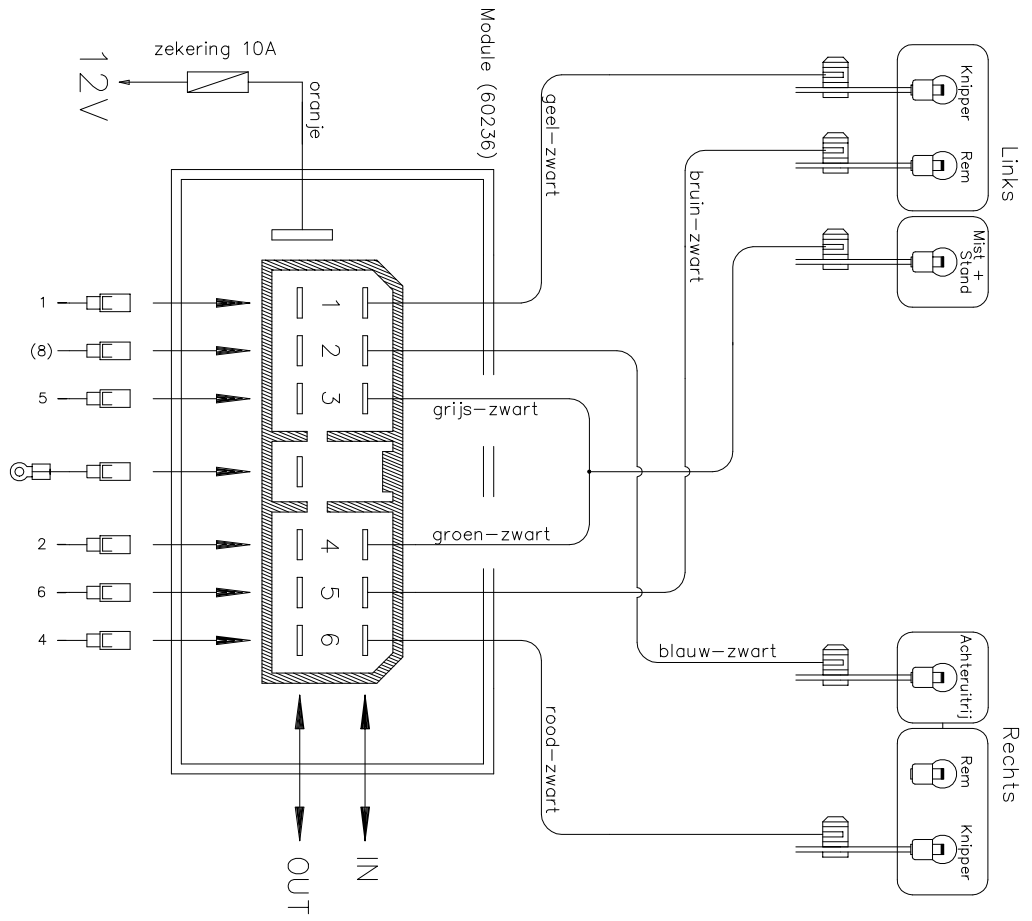 zekering 10A
12V
oranje
Module (60236)
geel-zwart
bruin-zwart
Links
Knipper
Rem
Mist +
Stand
1
(8)
5
2
6
4
1
2
3
4
5
6
grijs-zwart
groen-zwart
blauw-zwart
rood-zwart
Rechts
Achteruitrij
Rem
Knipper
IN
OUT